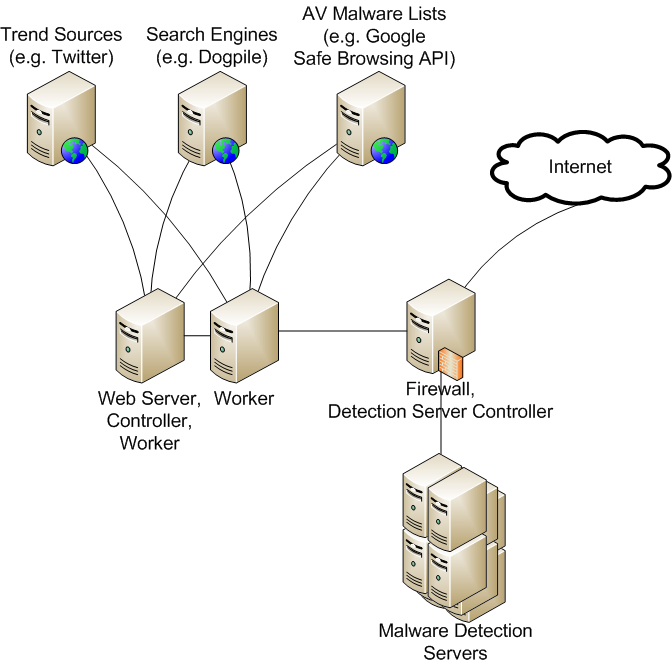 Trend Sources
(e.g. Twitter)
Search Engines
(e.g. Dogpile)
AV Malware Lists
(e.g. Google
Safe Browsing API)
Internet
Web Server,
Controller,
Worker
Worker
Firewall,
Detection Server Controller
Malware Detection
Servers